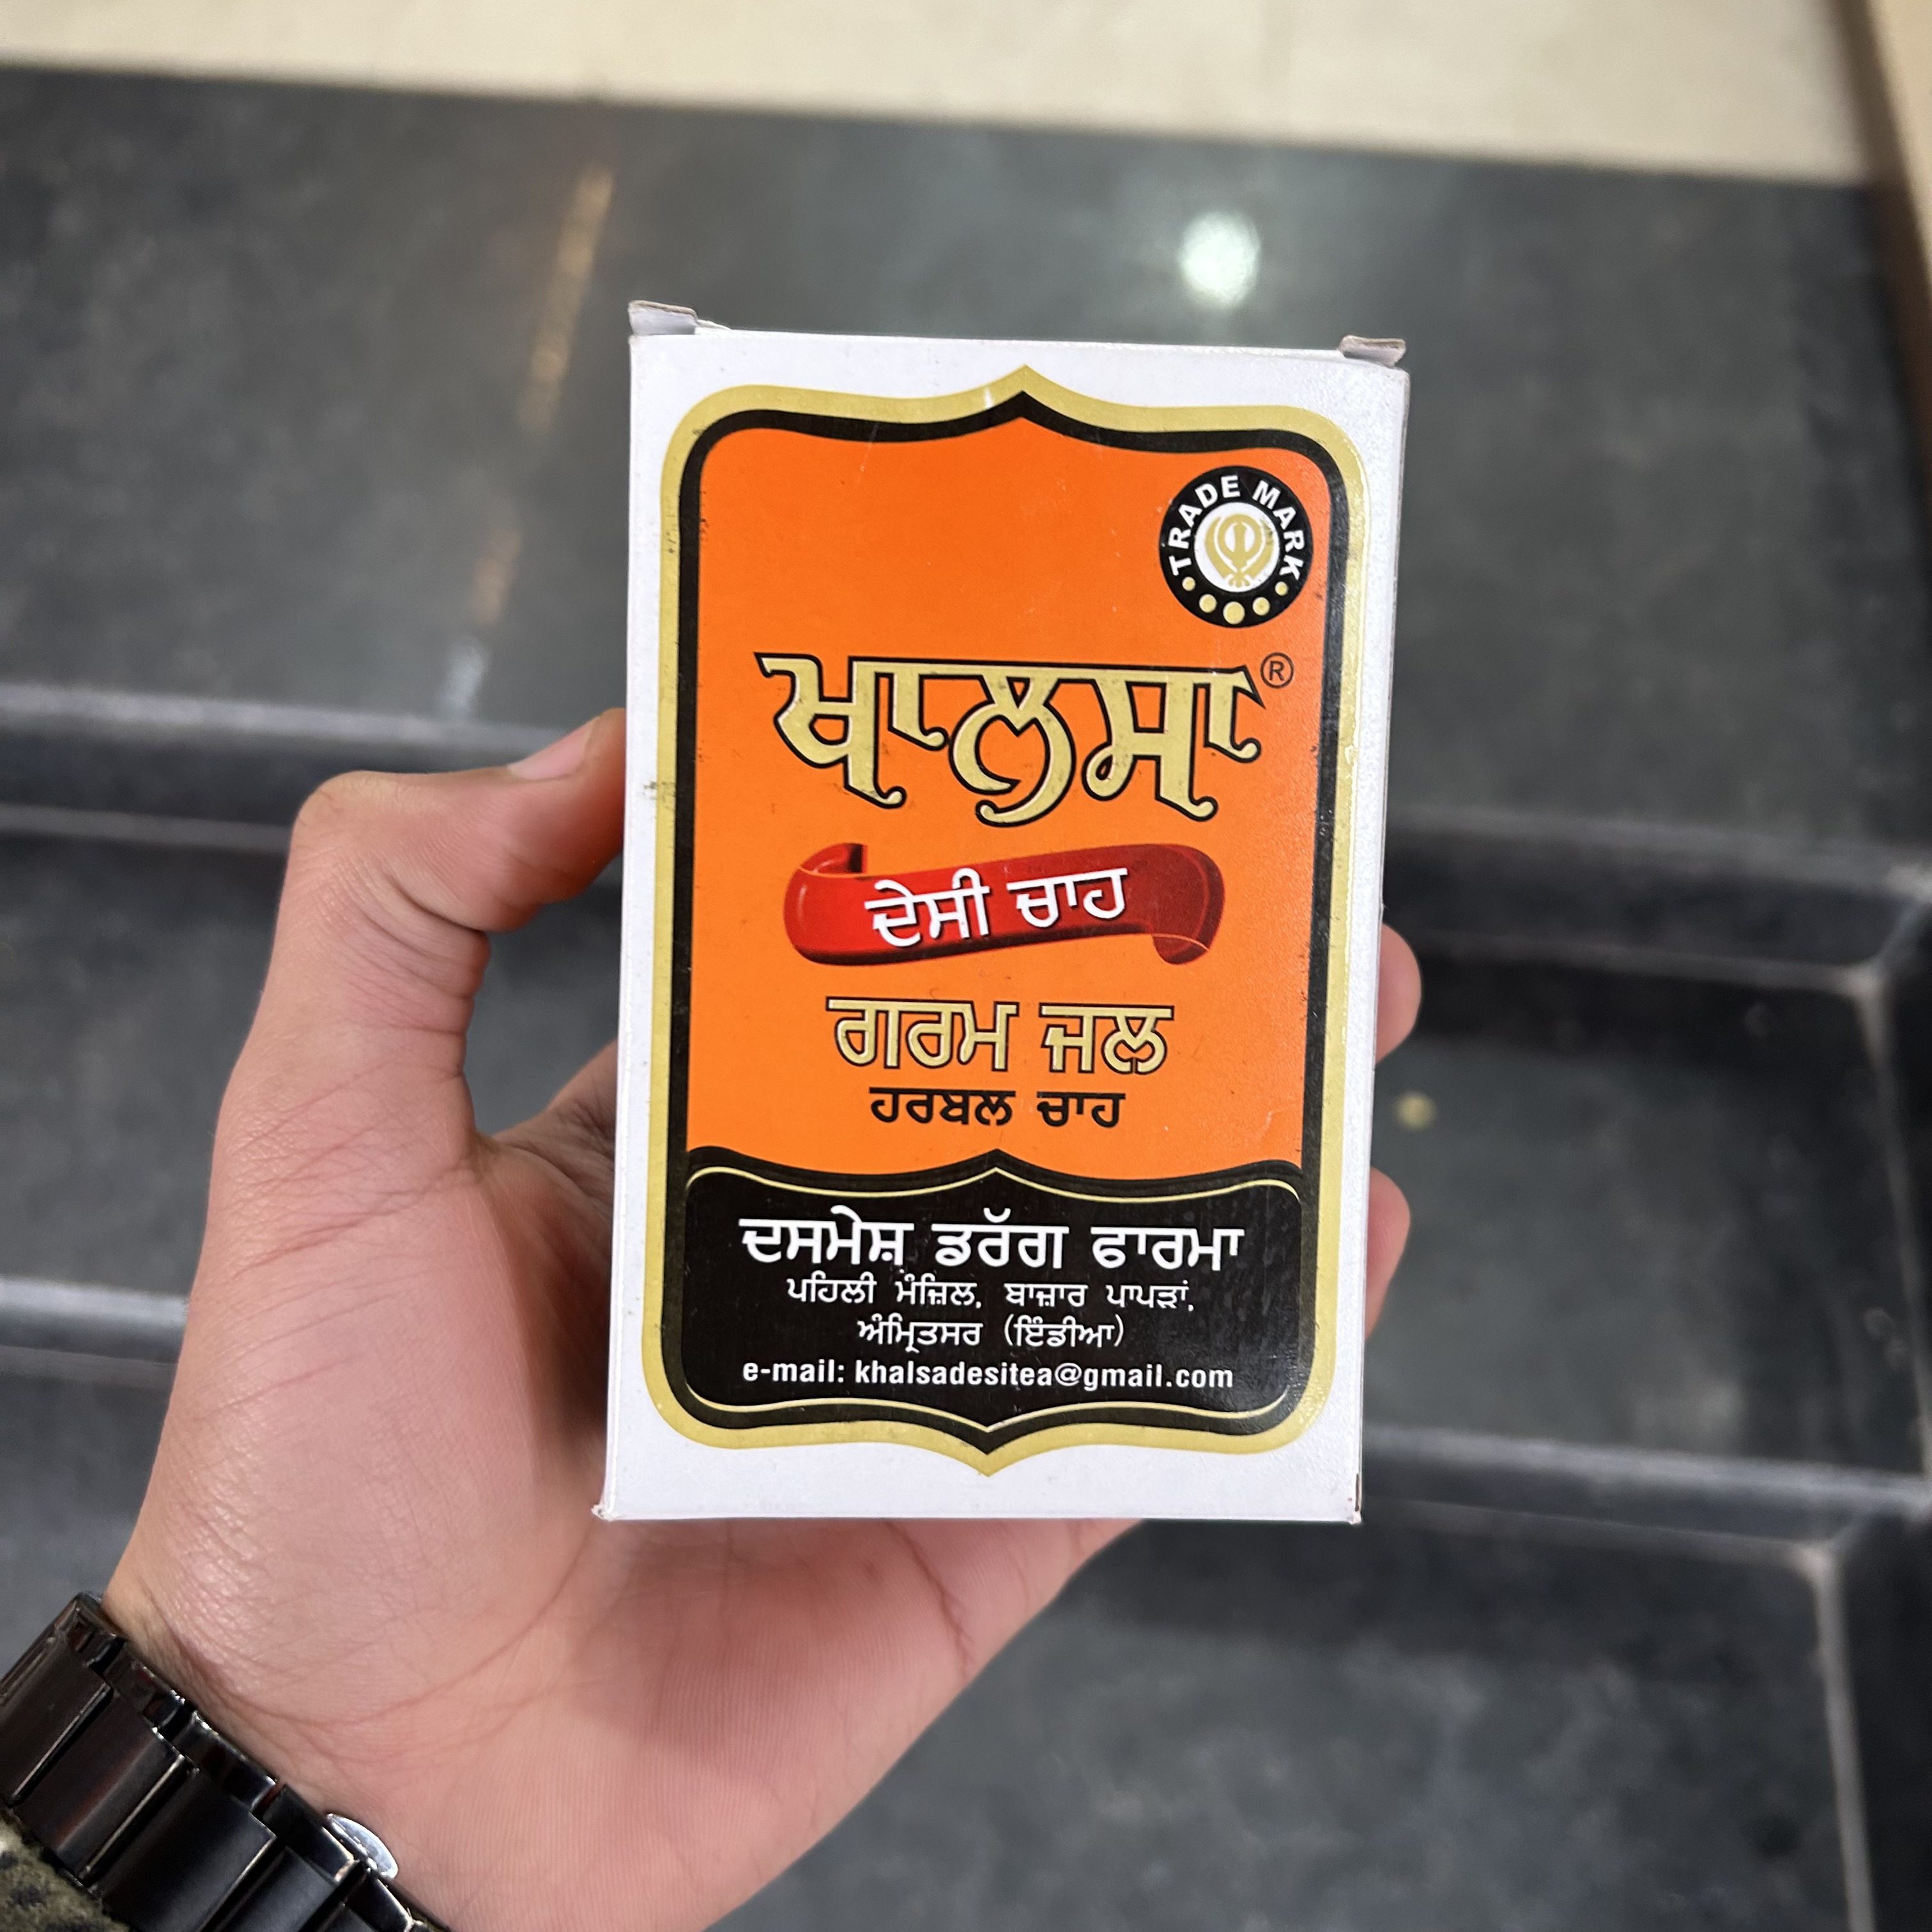 TRADE MARK
ਖਾਲਸਾ®
ਦੇਸੀ ਚਾਹ
ਗਰਮ ਜਲ
ਹਰਬਲ ਚਾਹ
ਦਸਮੇਸ਼ ਡਰੱਗ ਫਾਰਮਾ
ਪਹਿਲੀ ਮੰਜ਼ਿਲ, ਬਾਜ਼ਾਰ ਪਾਪੜਾਂ,
ਅੰਮ੍ਰਿਤਸਰ (ਇੰਡੀਆ)
e-mail: khalsadesitea@gmail.com